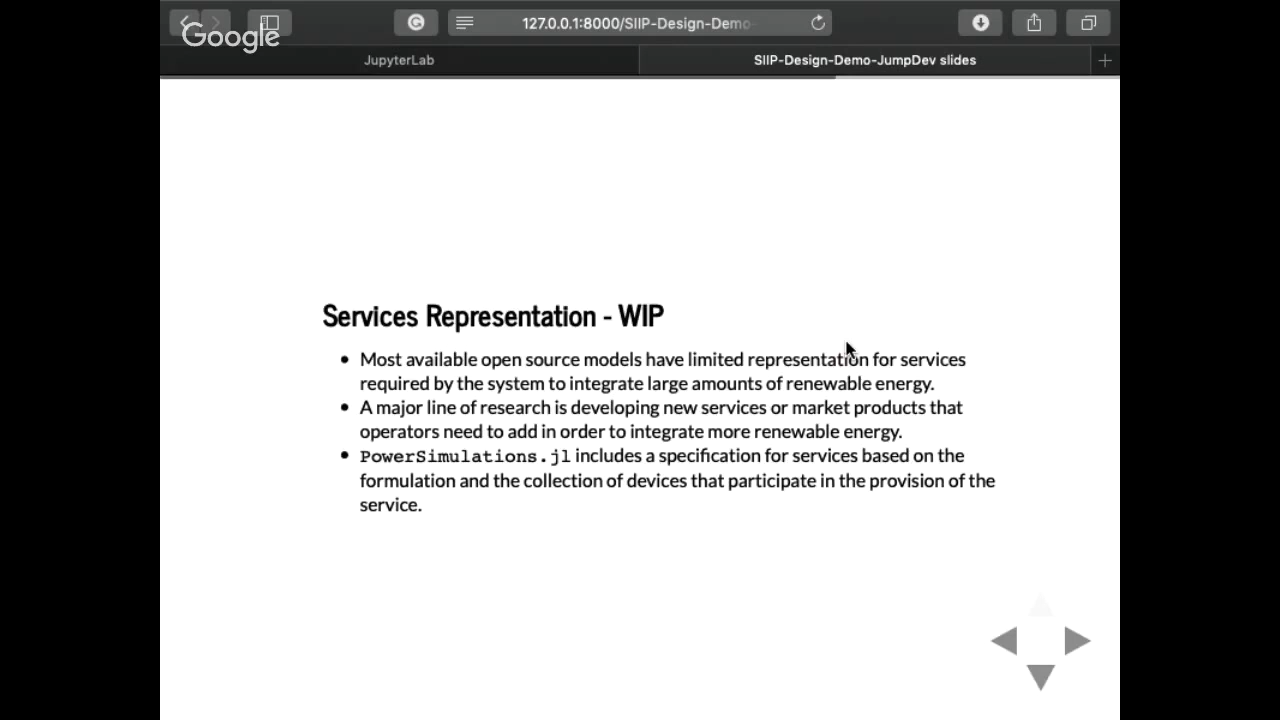 Google
127.0.0.1:8000/SIIP-Design-Demo-
JupyterLab
SIIP-Design-Demo-JumpDev slides
Services Representation - WIP
• Most available open source models have limited representation for services
required by the system to integrate large amounts of renewable energy.
• A major line of research is developing new services or market products that
operators need to add in order to integrate more renewable energy.
• PowerSimulations.jl includes a specification for services based on the
formulation and the collection of devices that participate in the provision of the
service.